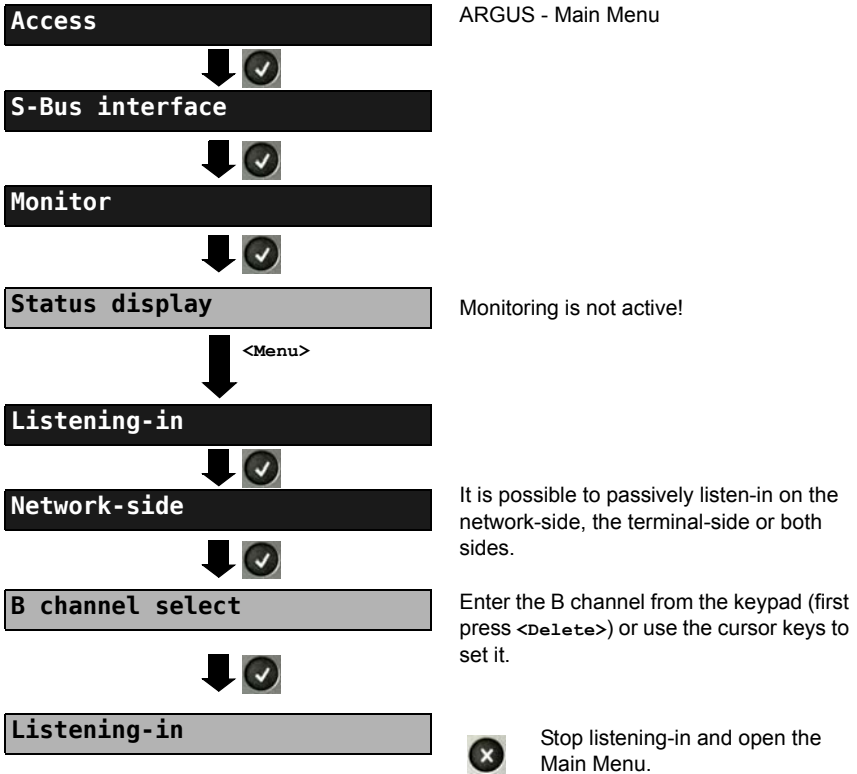 Access
ARGUS - Main Menu
S-Bus interface
Monitor
Status display
Monitoring is not active!
<Menu>
Listening-in
Network-side
It is possible to passively listen-in on the
network-side, the terminal-side or both
sides.
B channel select
Enter the B channel from the keypad (first
press <Delete>) or use the cursor keys to
set it.
Listening-in
Stop listening-in and open the
Main Menu.